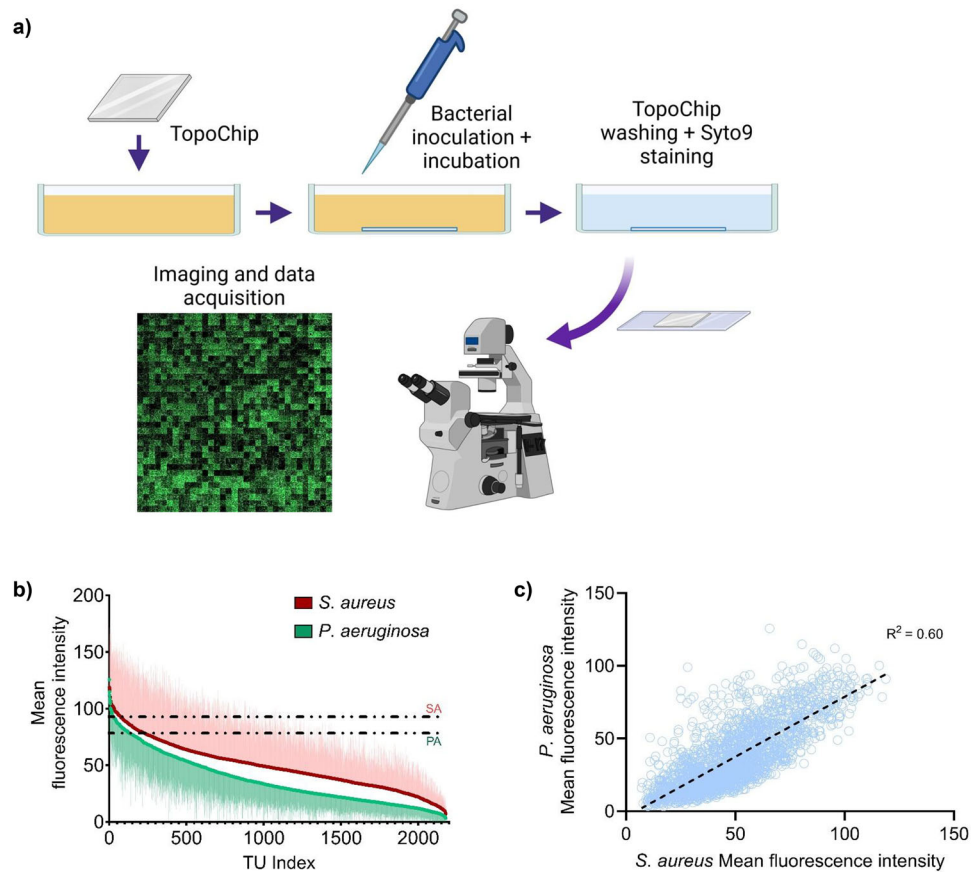 a)
TopoChip
Bacterial
inoculation +
incubation
TopoChip
washing + Syto9
staining
Imaging and data
acquisition
b)
Mean
fluorescence intensity
200
150
100
50
0
S. aureus
P. aeruginosa
SA
PA
0
500
1000
1500
2000
TU Index
c)
P. aeruginosa
Mean fluorescence intensity
150
100
50
0
R² = 0.60
0
50
100
150
S. aureus Mean fluorescence intensity